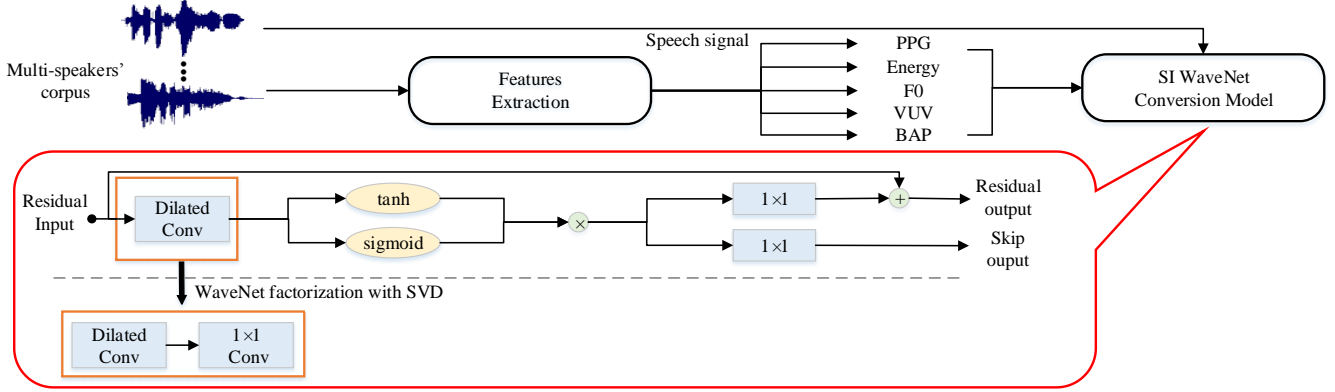 Multi-speakers'
corpus
Features
Extraction
Speech signal
PPG
Energy
F0
VUV
BAP
SI WaveNet
Conversion Model
Residual
Input
Dilated
Conv
tanh
sigmoid
×
1×1
1×1
+
Residual
output
Skip
ouput
WaveNet factorization with SVD
Dilated
Conv
1×1
Conv